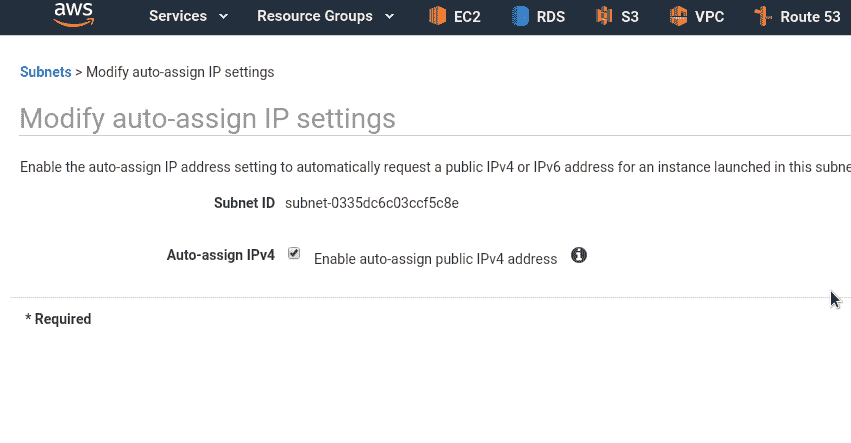 aws Services Resource Groups EC2 RDS S3 VPC Route 53
Subnets > Modify auto-assign IP settings
Modify auto-assign IP settings
Enable the auto-assign IP address setting to automatically request a public IPv4 or IPv6 address for an instance launched in this subne
Subnet ID subnet-0335dc6c03ccf5c8e
Auto-assign IPv4 Enable auto-assign public IPv4 address
* Required